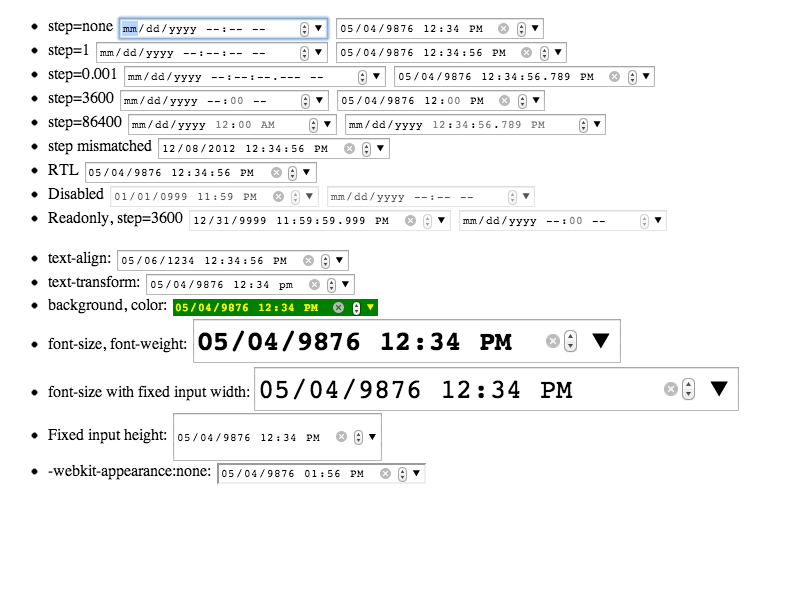 step=none mm/dd/yyyy --:-- -- 05/04/9876 12:34 PM
step=1 mm/dd/yyyy --:--:-- -- 05/04/9876 12:34:56 PM
step=0.001 mm/dd/yyyy --:--:--.--- -- 05/04/9876 12:34:56.789 PM
step=3600 mm/dd/yyyy --:00 -- 05/04/9876 12:00 PM
step=86400 mm/dd/yyyy 12:00 AM mm/dd/yyyy 12:34:56.789 PM
step mismatched 12/08/2012 12:34:56 PM
RTL 05/04/9876 12:34:56 PM
Disabled 01/01/0999 11:59 PM mm/dd/yyyy --:-- --
Readonly, step=3600 12/31/9999 11:59:59.999 PM mm/dd/yyyy --:00 --
text-align: 05/06/1234 12:34:56 PM
text-transform: 05/04/9876 12:34 pm
background, color: 05/04/9876 12:34 PM
font-size, font-weight: 05/04/9876 12:34 PM
font-size with fixed input width: 05/04/9876 12:34 PM
Fixed input height: 05/04/9876 12:34 PM
-webkit-appearance:none: 05/04/9876 01:56 PM